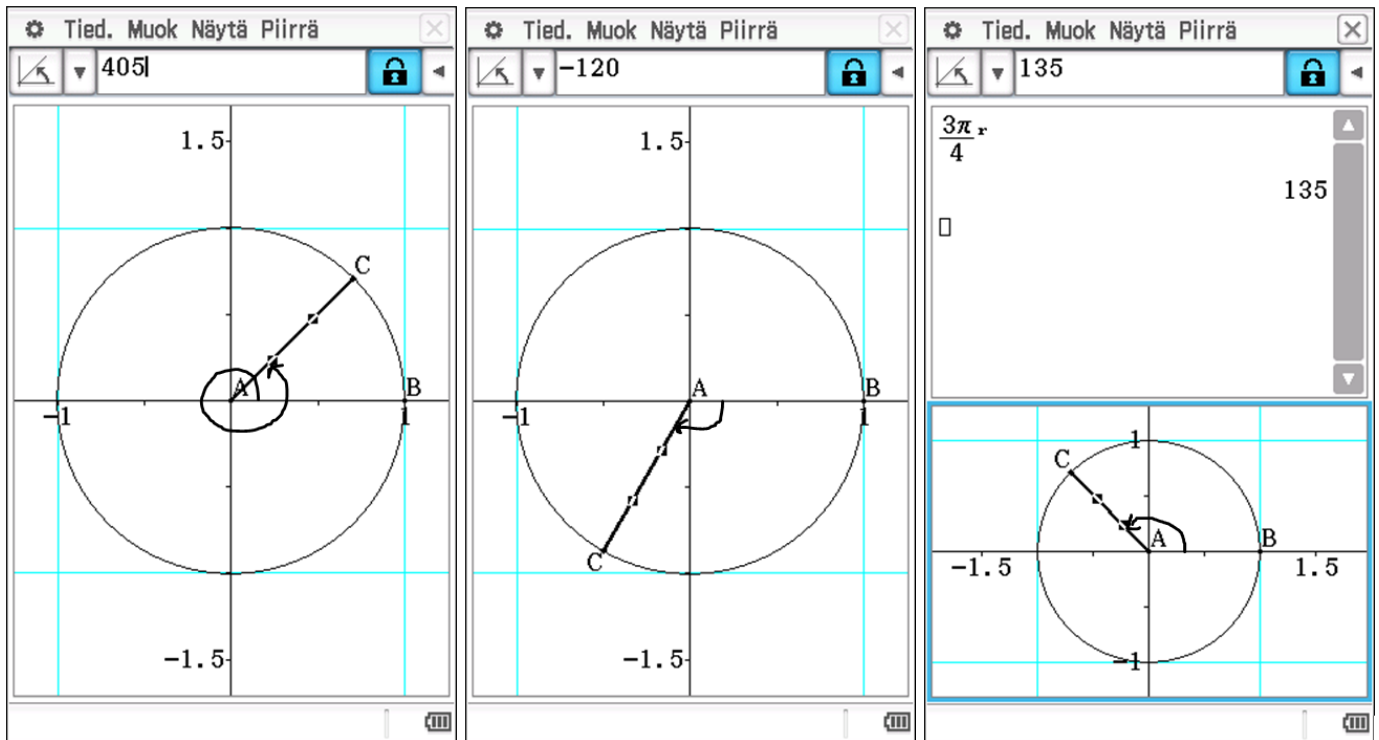 Tied. Muok Näytä Piirrä
405
1.5
C
A
B
-1
1
-1.5
Tied. Muok Näytä Piirrä
-120
1.5
A
B
-1
1
C
-1.5
Tied. Muok Näytä Piirrä
135
3π
4
r
135
1
C
A
B
-1.5
1.5
-1